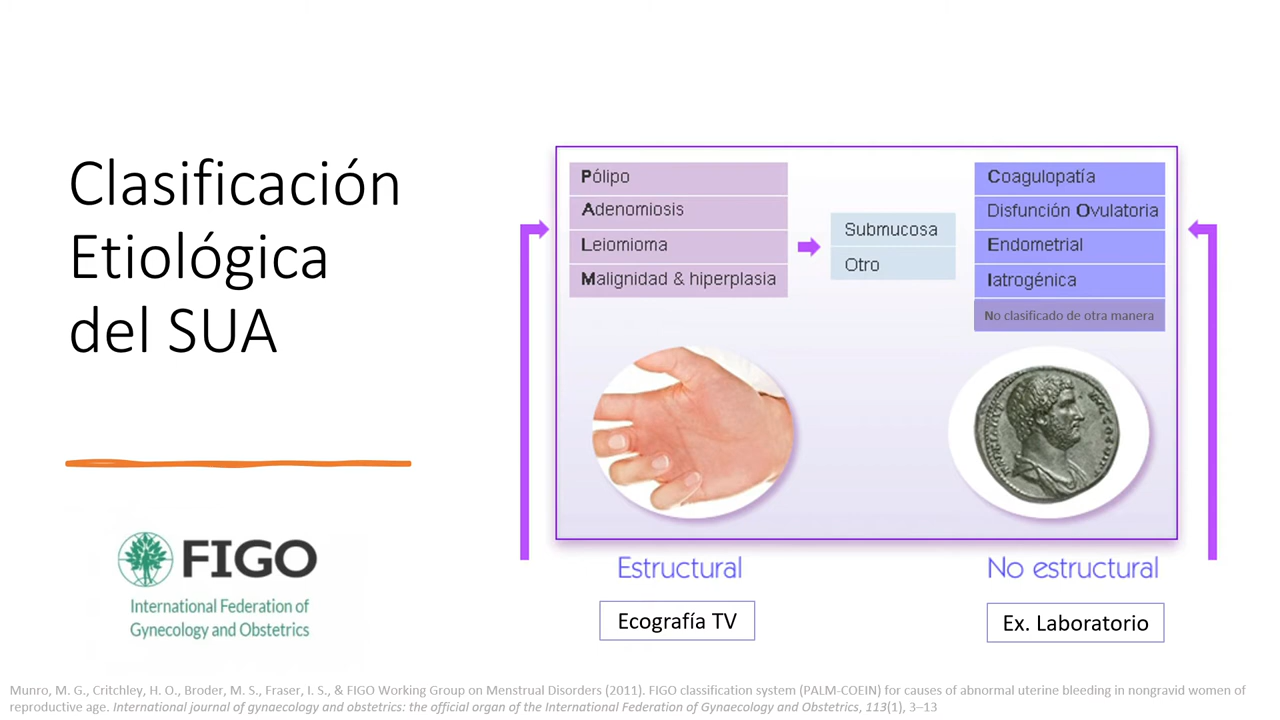 Clasificación
Etiológica
del SUA
FIGO
International Federation of
Gynecology and Obstetrics
Pólipo
Adenomiosis
Leiomioma
Malignidad & hiperplasia
Submucosa
Otro
Coagulopatía
Disfunción Ovulatoria
Endometrial
Iatrogénica
No clasificado de otra manera
Estructural
No estructural
Ecografía TV
Ex. Laboratorio
Munro, M. G., Critchley, H. O., Broder, M. S., Fraser, I. S., & FIGO Working Group on Menstrual Disorders (2011). FIGO classification system (PALM-COEIN) for causes of abnormal uterine bleeding in nongravid women of
reproductive age. International journal of gynaecology and obstetrics: the official organ of the International Federation of Gynaecology and Obstetrics, 113(1), 3–13